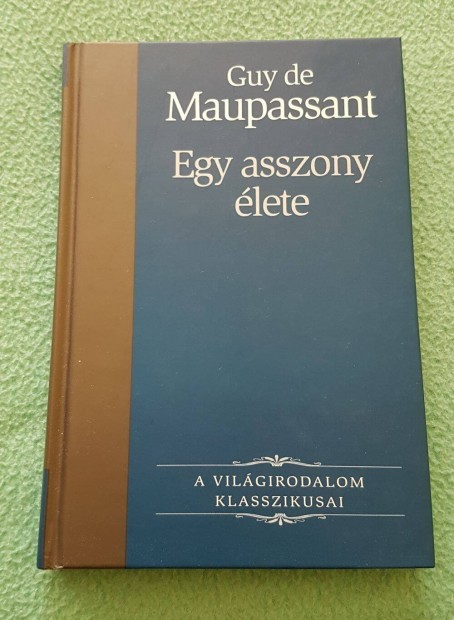 Guy de
Maupassant
Egy asszony
élete
A VILÁGIRODALOM
KLASSZIKUSAI